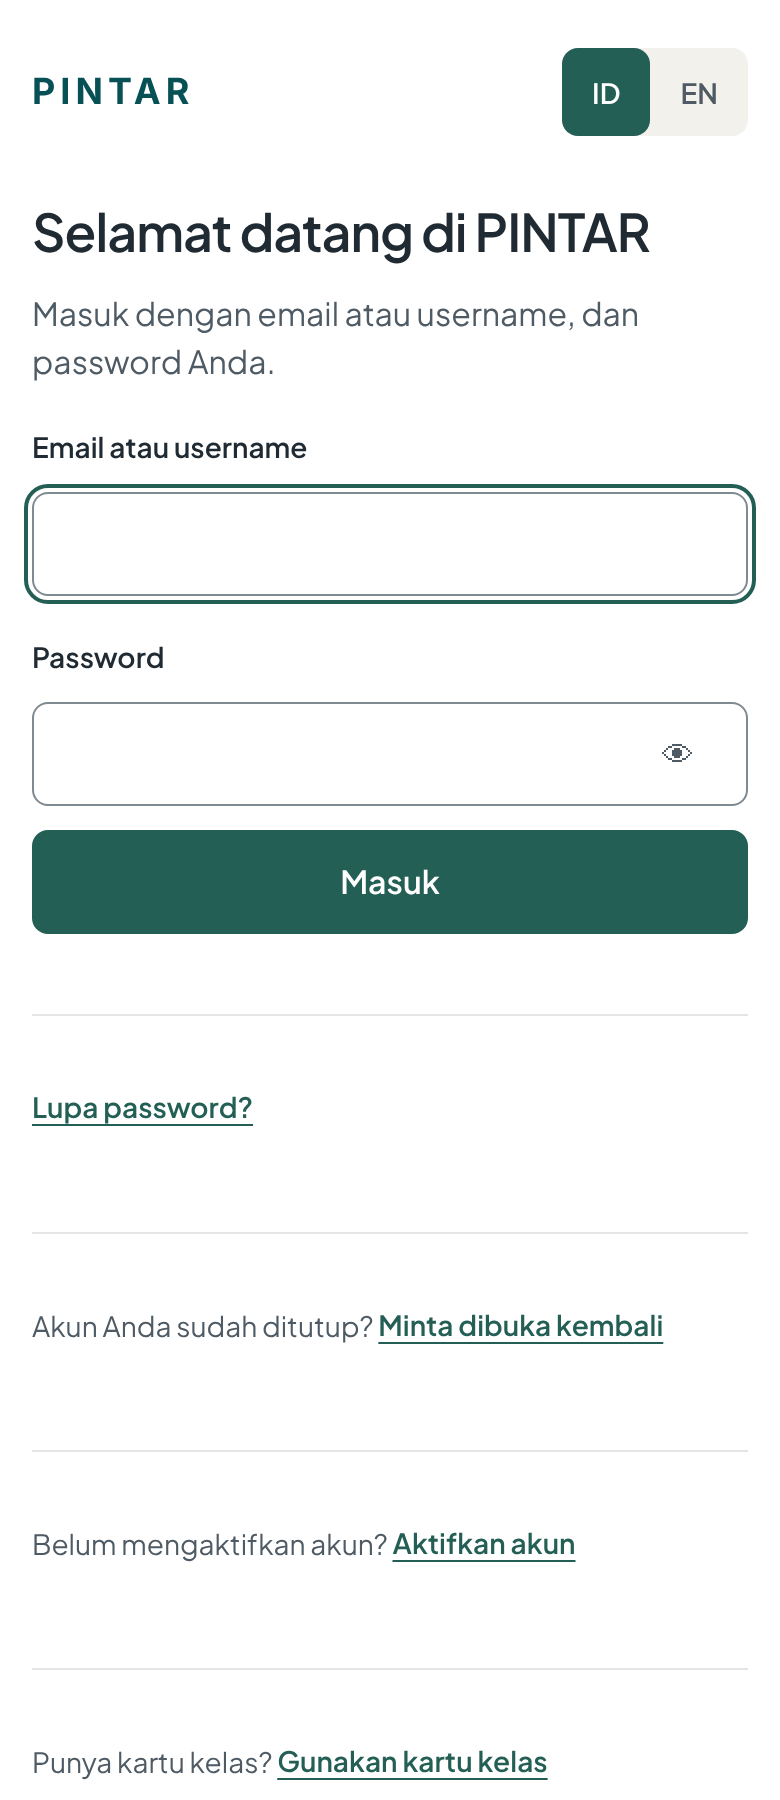 PINTAR
ID EN
Selamat datang di PINTAR
Masuk dengan email atau username, dan
password Anda.
Email atau username
Password
Masuk
Lupa password?
Akun Anda sudah ditutup? Minta dibuka kembali
Belum mengaktifkan akun? Aktifkan akun
Punya kartu kelas? Gunakan kartu kelas